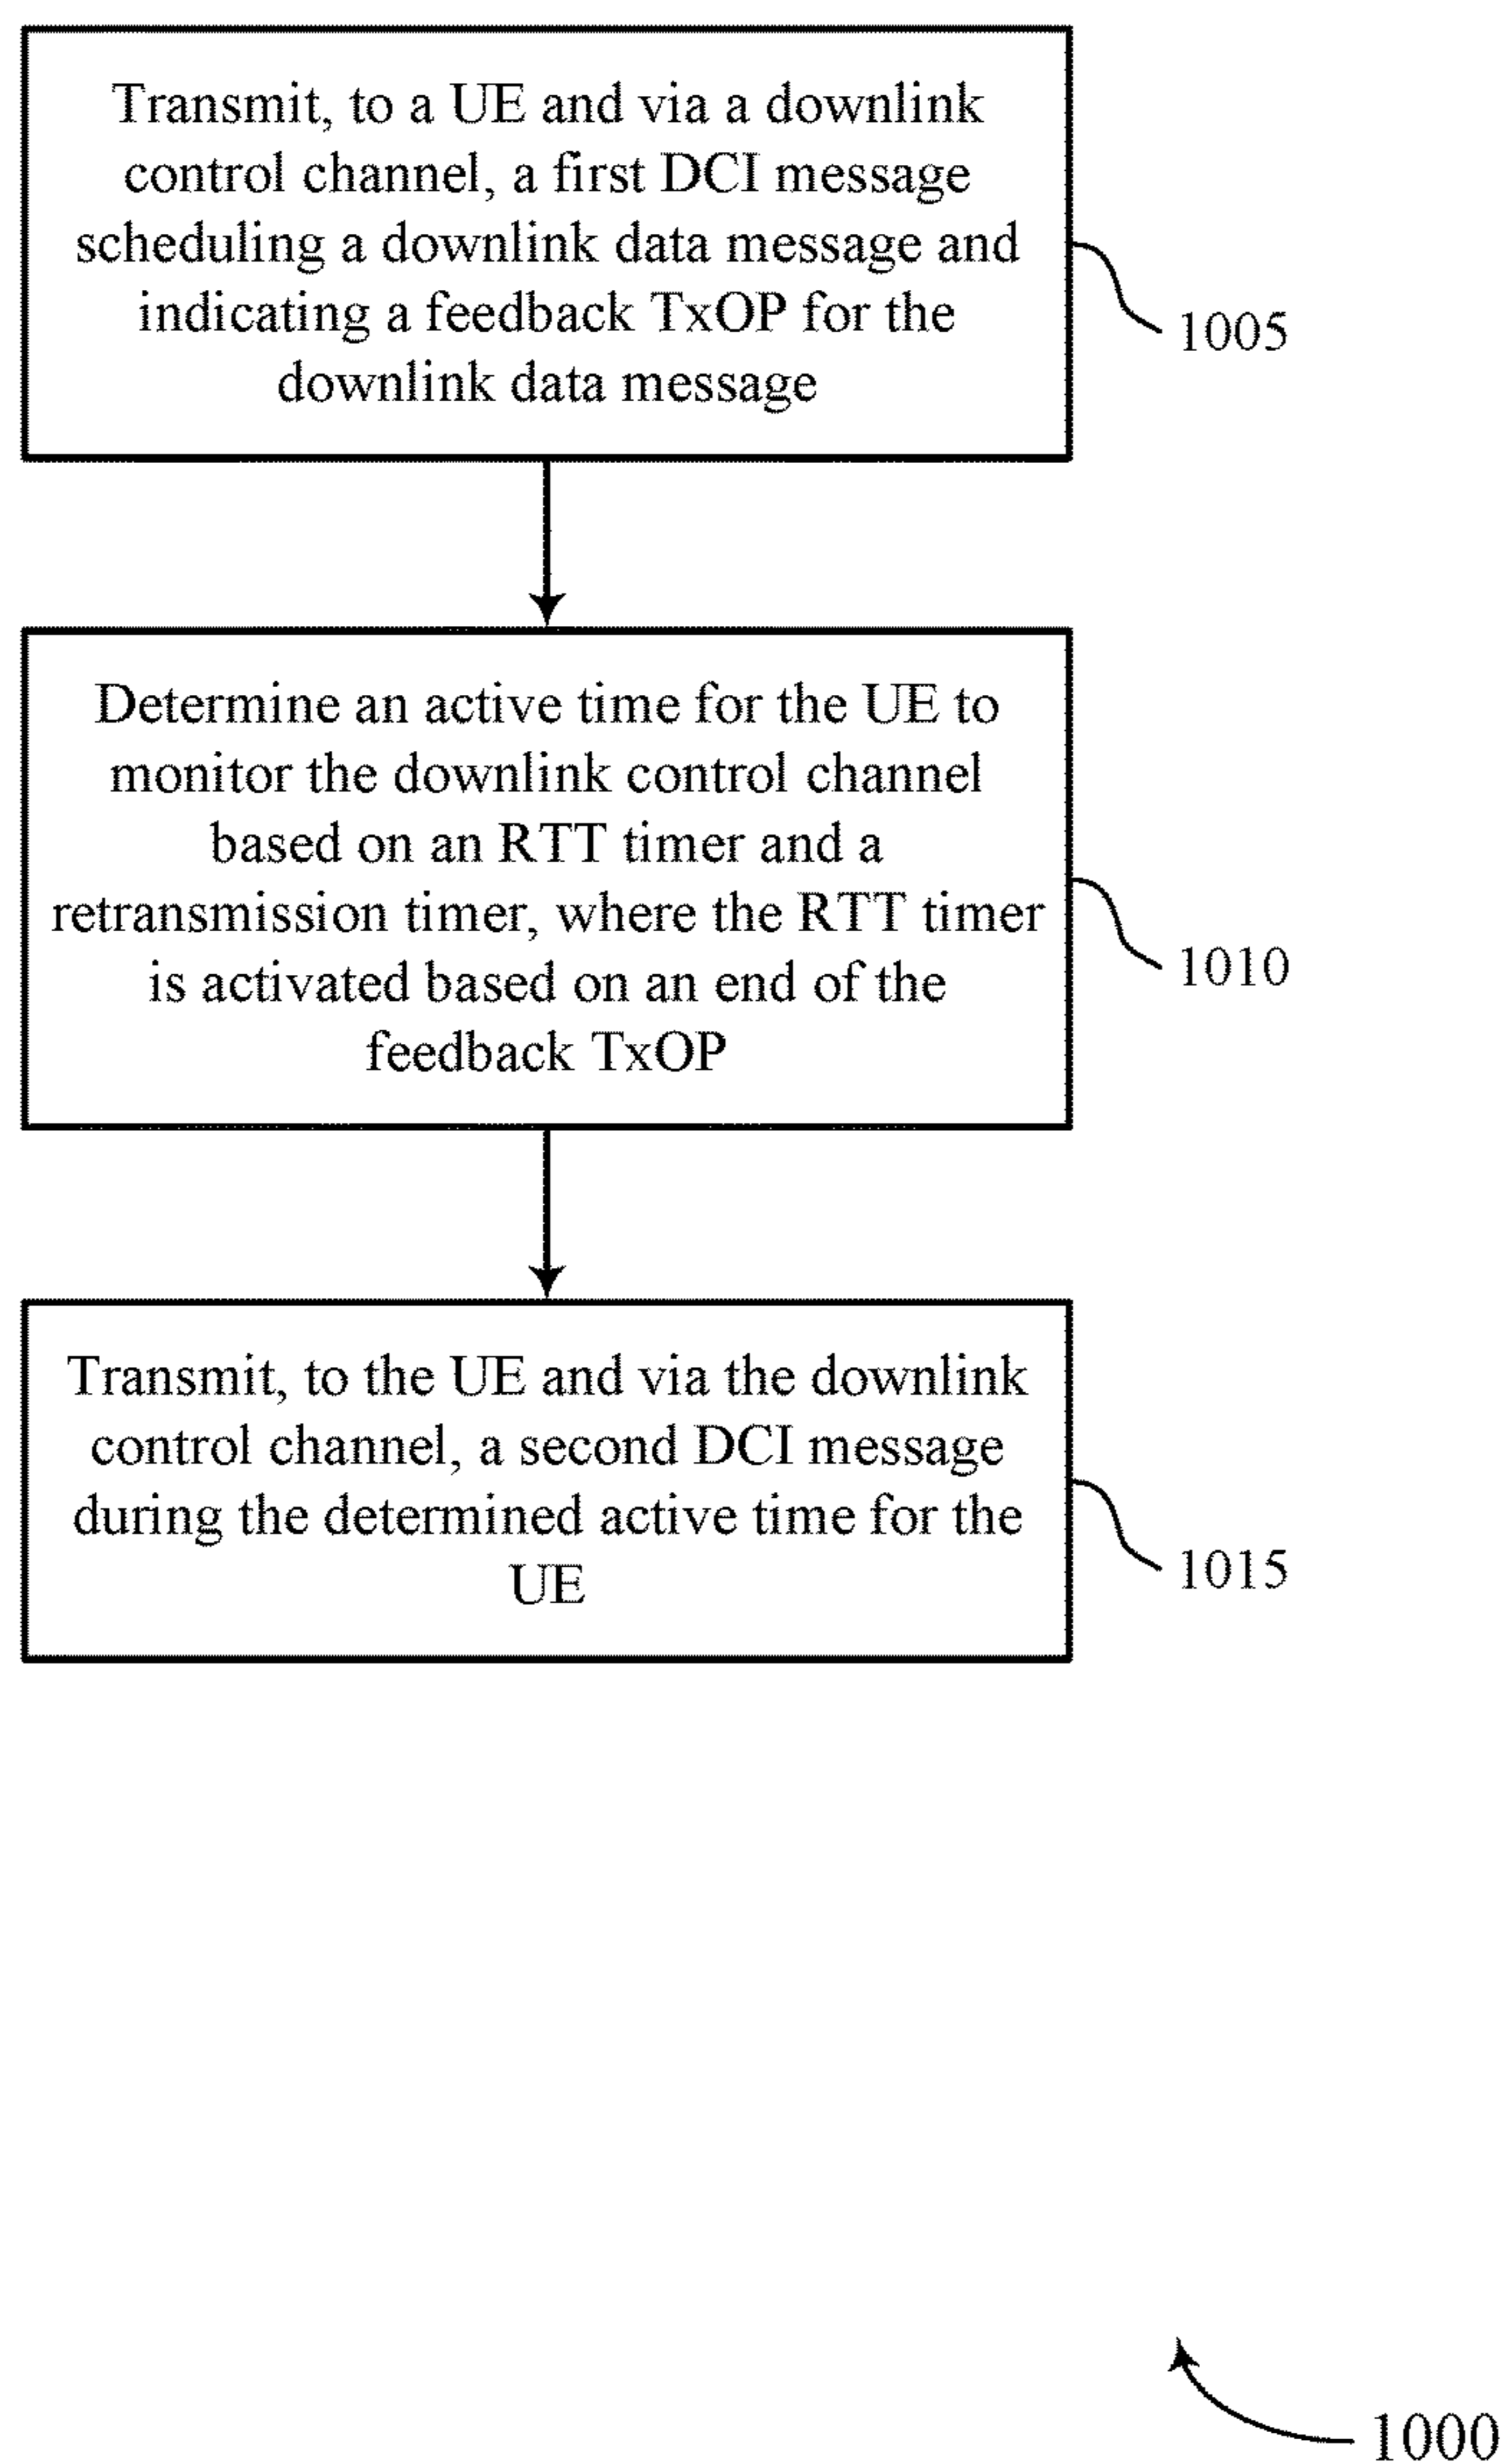 Transmit, to a UE and via a downlink
control channel, a first DCI message
scheduling a downlink data message and
indicating a feedback TxOP for the
downlink data message
1005
Determine an active time for the UE to
monitor the downlink control channel
based on an RTT timer and a
retransmission timer, where the RTT timer
is activated based on an end of the
feedback TxOP
1010
Transmit, to the UE and via the downlink
control channel, a second DCI message
during the determined active time for the
UE
1015
1000